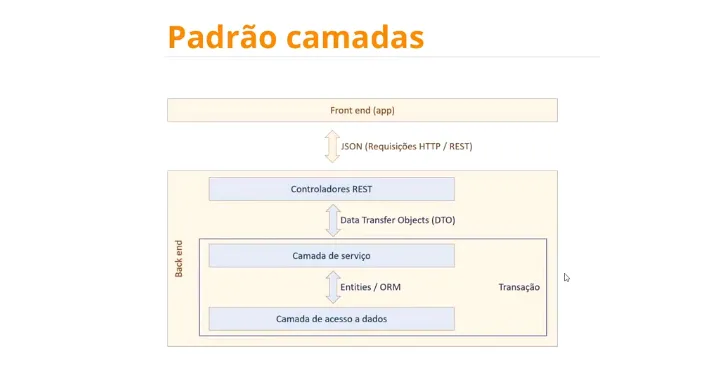 Padrão camadas
Front end (app)
JSON (Requisições HTTP / REST)
Controladores REST
Data Transfer Objects (DTO)
Back end
Camada de serviço
Entities / ORM
Transação
Camada de acesso a dados